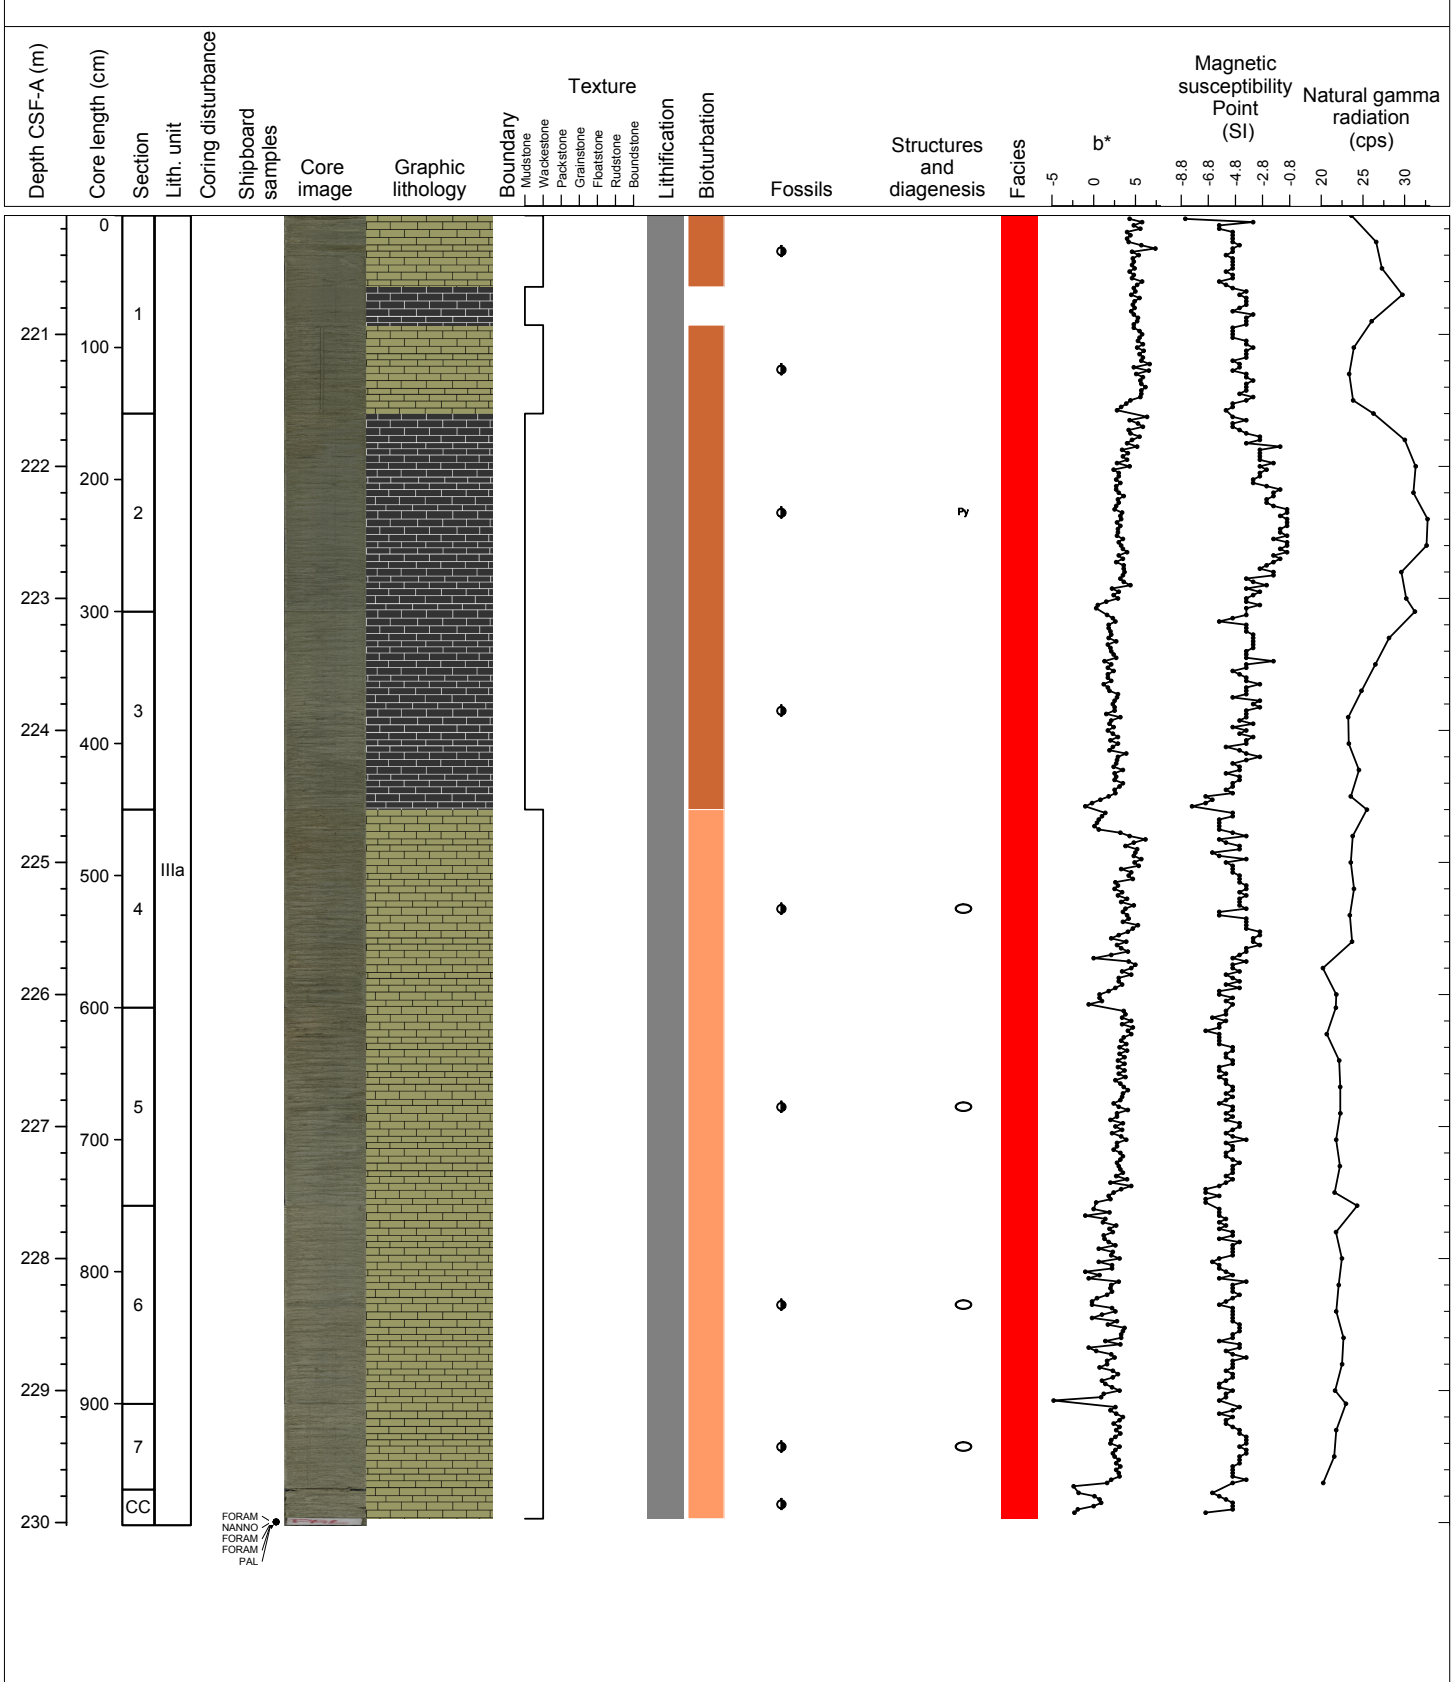 Depth CSF-A (m)
Core length (cm)
Section
Lith. unit
Coring disturbance
Shipboard
samples
Core
image
Graphic
lithology
Boundary
Texture
Mudstone
Wackestone
Packstone
Grainstone
Floatstone
Rudstone
Boundstone
Lithification
Bioturbation
Fossils
Structures
and
diagenesis
Facies
b*
-5
0
5
Magnetic
susceptibility
Point
(SI)
-8.8
-6.8
-4.8
-2.8
-0.8
Natural gamma
radiation
(cps)
20
25
30
0
1
221
100
222
200
2
Py
223
300
3
224
400
225
IIIa
500
4
226
600
5
227
700
228
800
6
229
900
7
CC
230
FORAM
NANNO
FORAM
FORAM
PAL